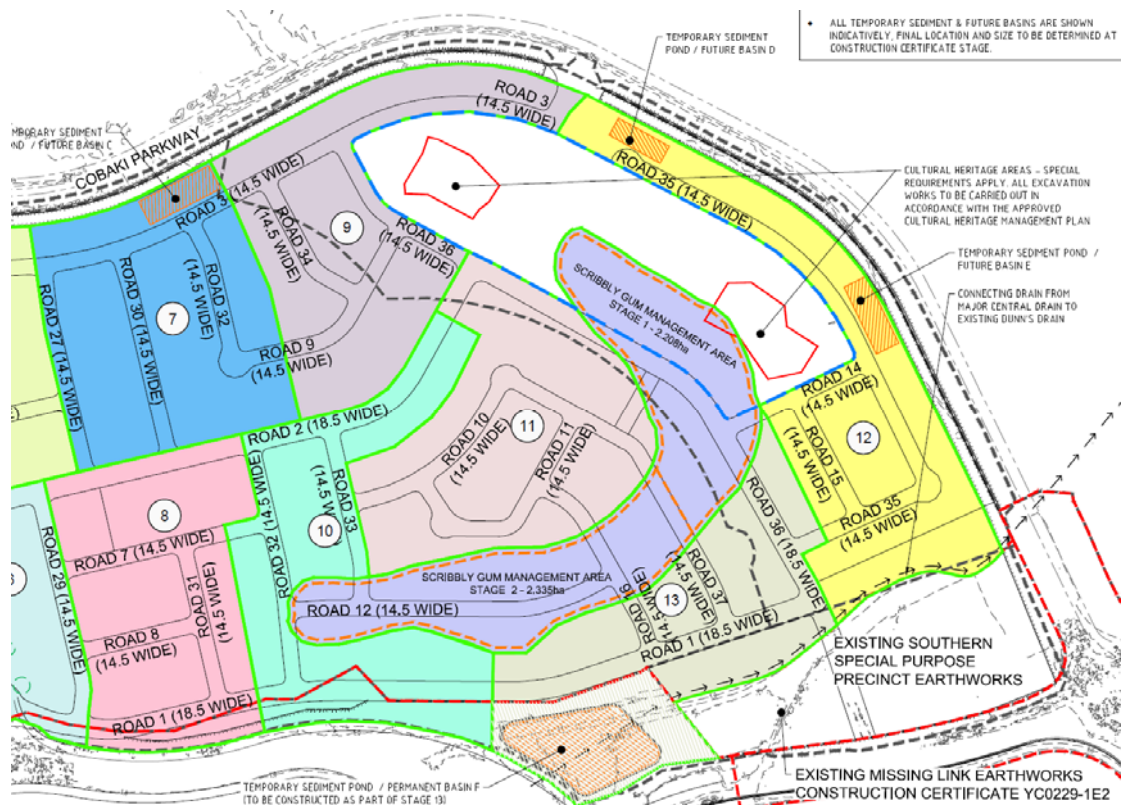 ALL TEMPORARY SEDIMENT & FUTURE BASINS ARE SHOWN
INDICATIVELY, FINAL LOCATION AND SIZE TO BE DETERMINED AT
CONSTRUCTION CERTIFICATE STAGE.
TEMPORARY SEDIMENT
POND / FUTURE BASIN D
MPORARY SEDIMENT
OND / FUTURE BASIN C
COBAKI PARKWAY
ROAD 3
(14.5 WIDE)
ROAD 3 (14.5 WIDE)
ROAD 35 (14.5 WIDE)
CULTURAL HERITAGE AREAS - SPECIAL
REQUIREMENTS APPLY. ALL EXCAVATION
WORKS TO BE CARRIED OUT IN
ACCORDANCE WITH THE APPROVED
CULTURAL HERITAGE MANAGEMENT PLAN
9
ROAD 34
(14.5 WIDE)
ROAD 36
(14.5 WIDE)
TEMPORARY SEDIMENT POND /
FUTURE BASIN E
CONNECTING DRAIN FROM
MAJOR CENTRAL DRAIN TO
EXISTING DUNN'S DRAIN
SCRIBBLY GUM MANAGEMENT AREA
STAGE 1 - 2.208ha
7
ROAD 27 (14.5 WIDE)
ROAD 30 (14.5 WIDE)
ROAD 32
(14.5 WIDE)
ROAD 9
(14.5 WIDE)
ROAD 14
(14.5 WIDE)
12
ROAD 15
(14.5 WIDE)
ROAD 35
(14.5 WIDE)
ROAD 2 (18.5 WIDE)
ROAD 10
(14.5 WIDE)
11
ROAD 11
(14.5 WIDE)
ROAD 33
(14.5 WIDE)
ROAD 32 (14.5 WIDE)
10
8
ROAD 7 (14.5 WIDE)
ROAD 29 (14.5 WIDE)
ROAD 31
(14.5 WIDE)
ROAD 8
(14.5 WIDE)
ROAD 36 (18.5 WIDE)
SCRIBBLY GUM MANAGEMENT AREA
STAGE 2 - 2.335ha
ROAD 12 (14.5 WIDE)
ROAD 16
(14.5 WIDE)
ROAD 37
(14.5 WIDE)
13
ROAD 1 (18.5 WIDE)
ROAD 1 (18.5 WIDE)
EXISTING SOUTHERN
SPECIAL PURPOSE
PRECINCT EARTHWORKS
TEMPORARY SEDIMENT POND / PERMANENT BASIN F
(TO BE CONSTRUCTED AS PART OF STAGE 13)
EXISTING MISSING LINK EARTHWORKS
CONSTRUCTION CERTIFICATE YC0229-1E2